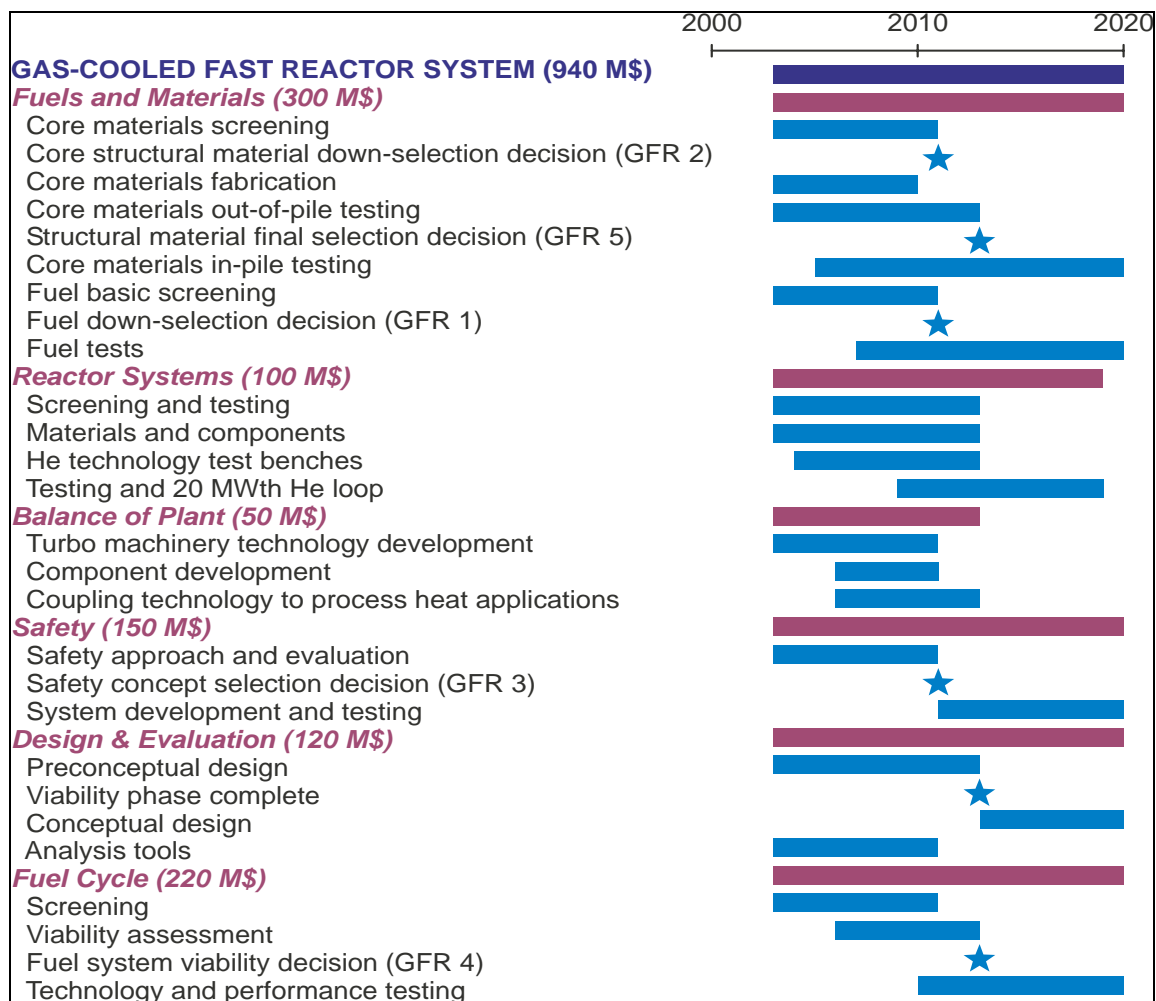 2000 2010 2020
GAS-COOLED FAST REACTOR SYSTEM (940 M$)
Fuels and Materials (300 M$)
Core materials screening
Core structural material down-selection decision (GFR 2)
Core materials fabrication
Core materials out-of-pile testing
Structural material final selection decision (GFR 5)
Core materials in-pile testing
Fuel basic screening
Fuel down-selection decision (GFR 1)
Fuel tests
Reactor Systems (100 M$)
Screening and testing
Materials and components
He technology test benches
Testing and 20 MWth He loop
Balance of Plant (50 M$)
Turbo machinery technology development
Component development
Coupling technology to process heat applications
Safety (150 M$)
Safety approach and evaluation
Safety concept selection decision (GFR 3)
System development and testing
Design & Evaluation (120 M$)
Preconceptual design
Viability phase complete
Conceptual design
Analysis tools
Fuel Cycle (220 M$)
Screening
Viability assessment
Fuel system viability decision (GFR 4)
Technology and performance testing